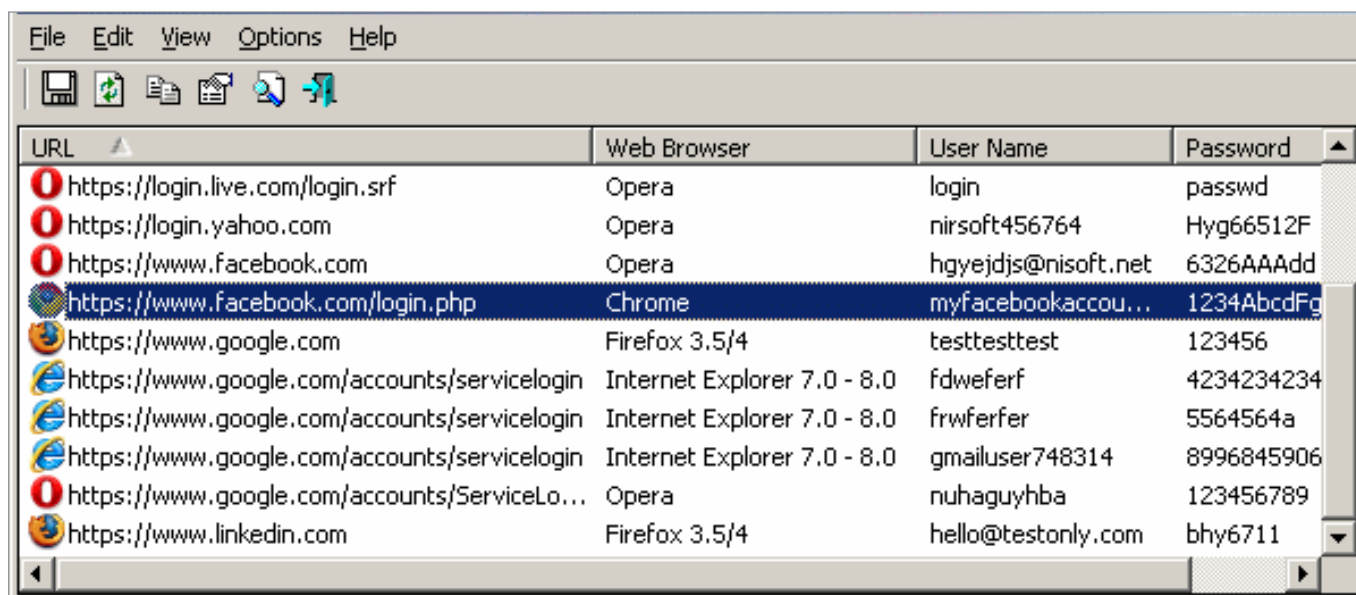 File Edit View Options Help
URL Web Browser User Name Password
https://login.live.com/login.srf Opera login passwd
https://login.yahoo.com Opera nirsoft456764 Hyg66512F
https://www.facebook.com Opera hgyejdjs@nisoft.net 6326AAAdd
https://www.facebook.com/login.php Chrome myfacebookaccou... 1234AbcdFg
https://www.google.com Firefox 3.5/4 testtesttest 123456
https://www.google.com/accounts/servicelogin Internet Explorer 7.0 - 8.0 fdweferf 4234234234
https://www.google.com/accounts/servicelogin Internet Explorer 7.0 - 8.0 frwferfer 5564564a
https://www.google.com/accounts/servicelogin Internet Explorer 7.0 - 8.0 gmailuser748314 8996845906
https://www.google.com/accounts/ServiceLo... Opera nuhaguyhba 123456789
https://www.linkedin.com Firefox 3.5/4 hello@testonly.com bhy6711